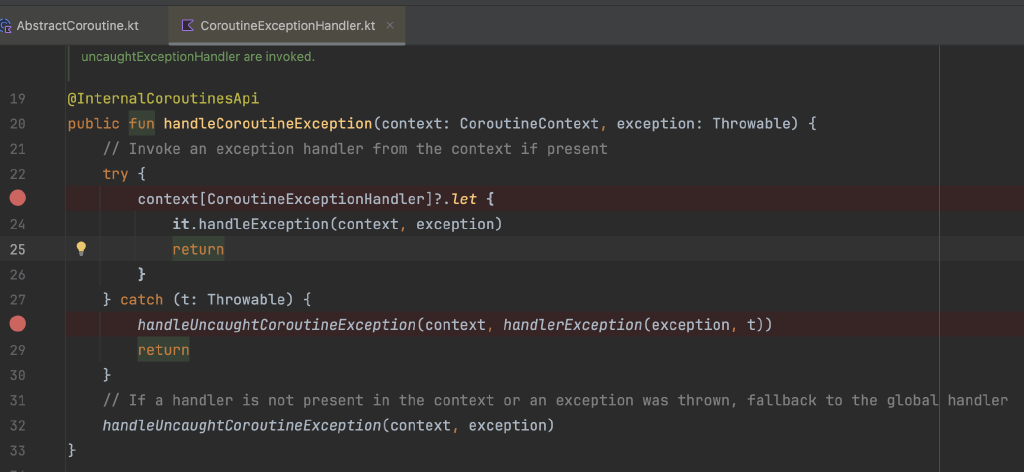 AbstractCoroutine.kt
CoroutineExceptionHandler.kt
uncaughtExceptionHandler are invoked.
19 @InternalCoroutinesApi
20 public fun handleCoroutineException(context: CoroutineContext, exception: Throwable) {
21 // Invoke an exception handler from the context if present
22 try {
context[CoroutineExceptionHandler]?.let {
24 it.handleException(context, exception)
25 return
26 }
27 } catch (t: Throwable) {
handleUncaughtCoroutineException(context, handlerException(exception, t))
29 return
30 }
31 // If a handler is not present in the context or an exception was thrown, fallback to the global handler
32 handleUncaughtCoroutineException(context, exception)
33 }